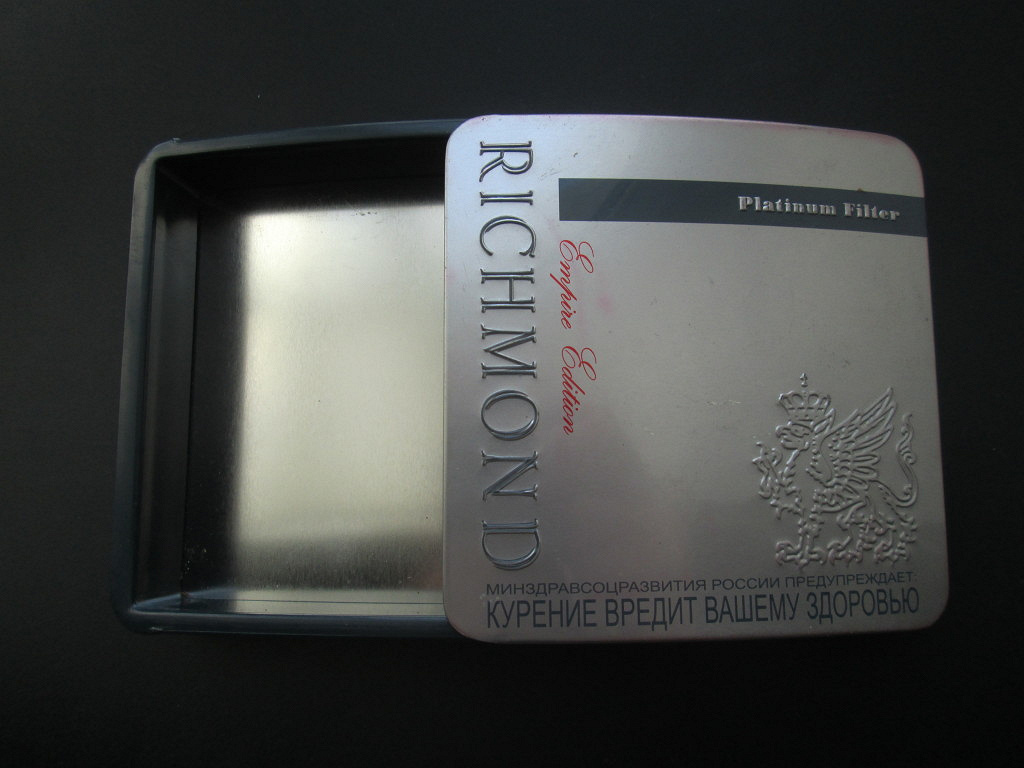 RICHMOND
Platinum Filter
Empire Edition
МИНЗДРАВСОЦРАЗВИТИЯ РОССИИ ПРЕДУПРЕЖДАЕТ:
КУРЕНИЕ ВРЕДИТ ВАШЕМУ ЗДОРОВЬЮ